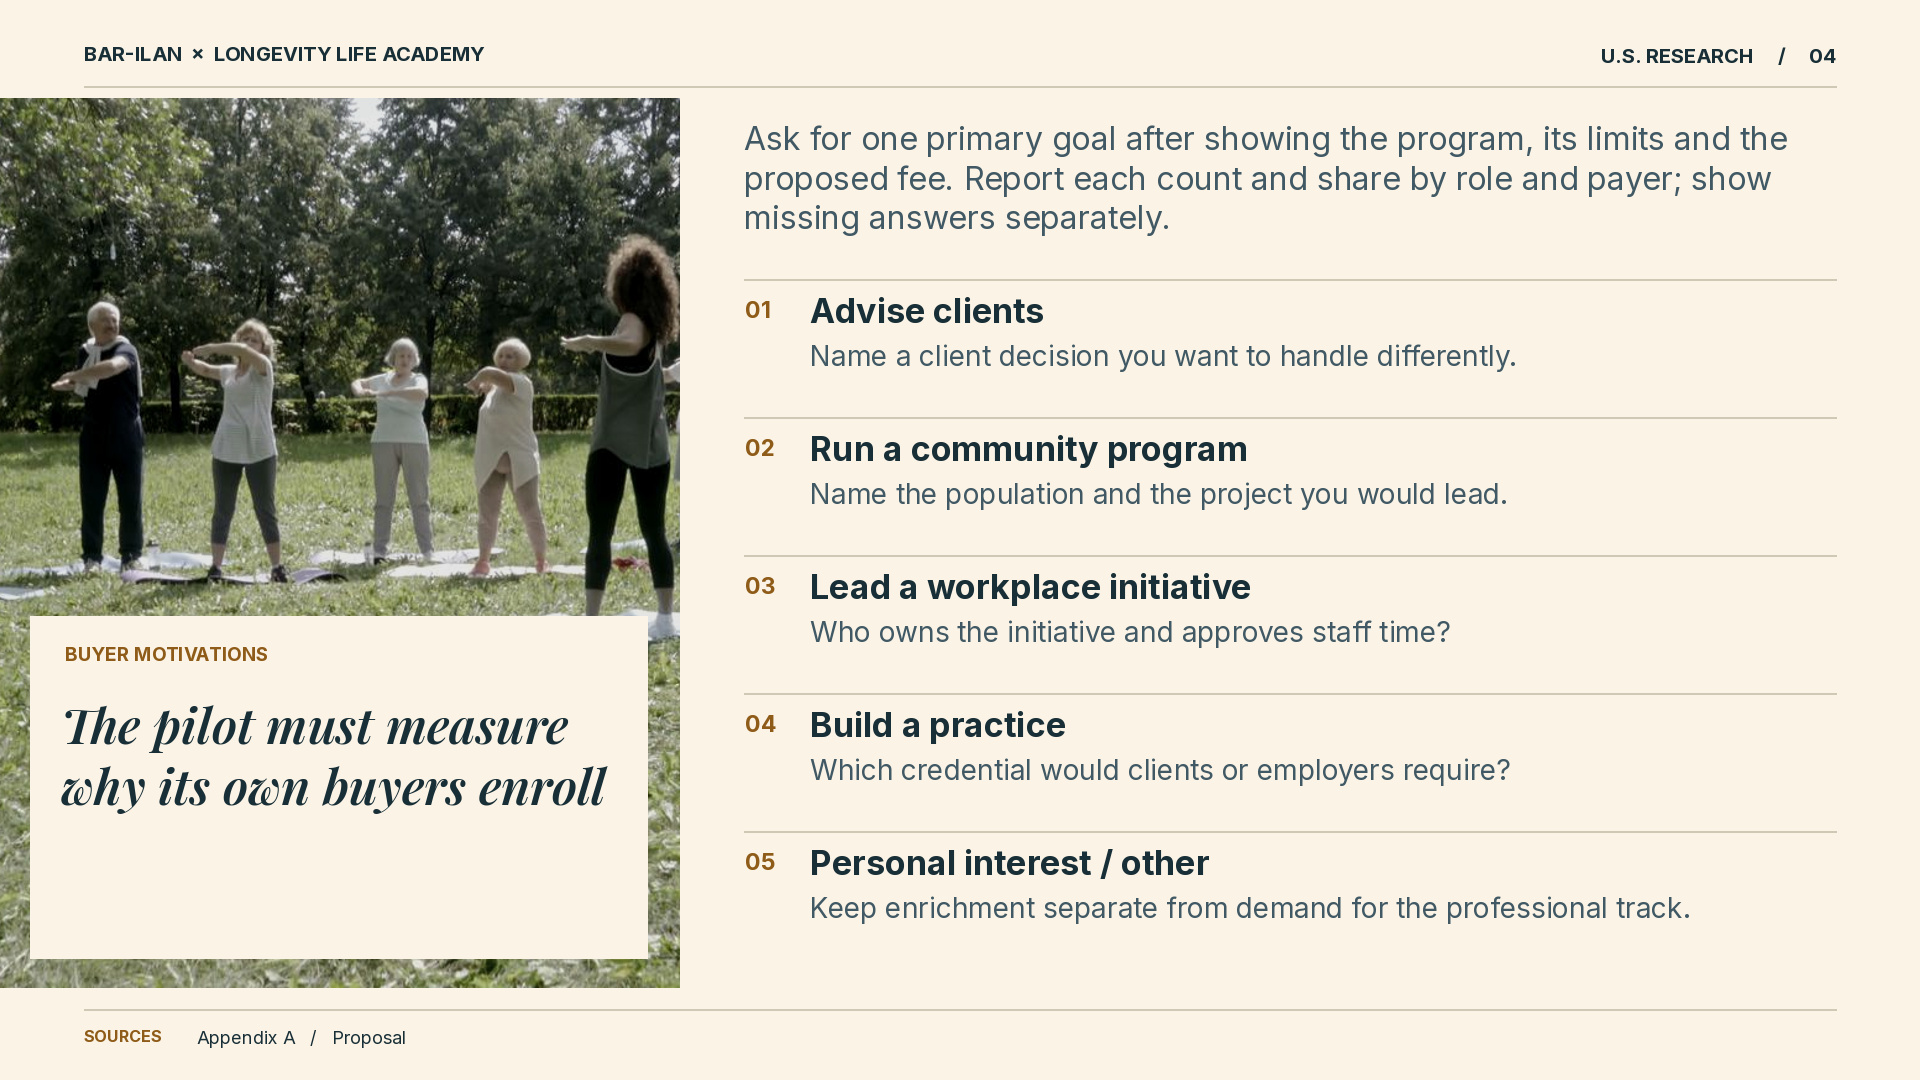 BAR-ILAN × LONGEVITY LIFE ACADEMY
U.S. RESEARCH / 04
Ask for one primary goal after showing the program, its limits and the
proposed fee. Report each count and share by role and payer; show
missing answers separately.
01 Advise clients
Name a client decision you want to handle differently.
02 Run a community program
Name the population and the project you would lead.
03 Lead a workplace initiative
Who owns the initiative and approves staff time?
04 Build a practice
Which credential would clients or employers require?
05 Personal interest / other
Keep enrichment separate from demand for the professional track.
BUYER MOTIVATIONS
The pilot must measure
why its own buyers enroll
SOURCES Appendix A / Proposal